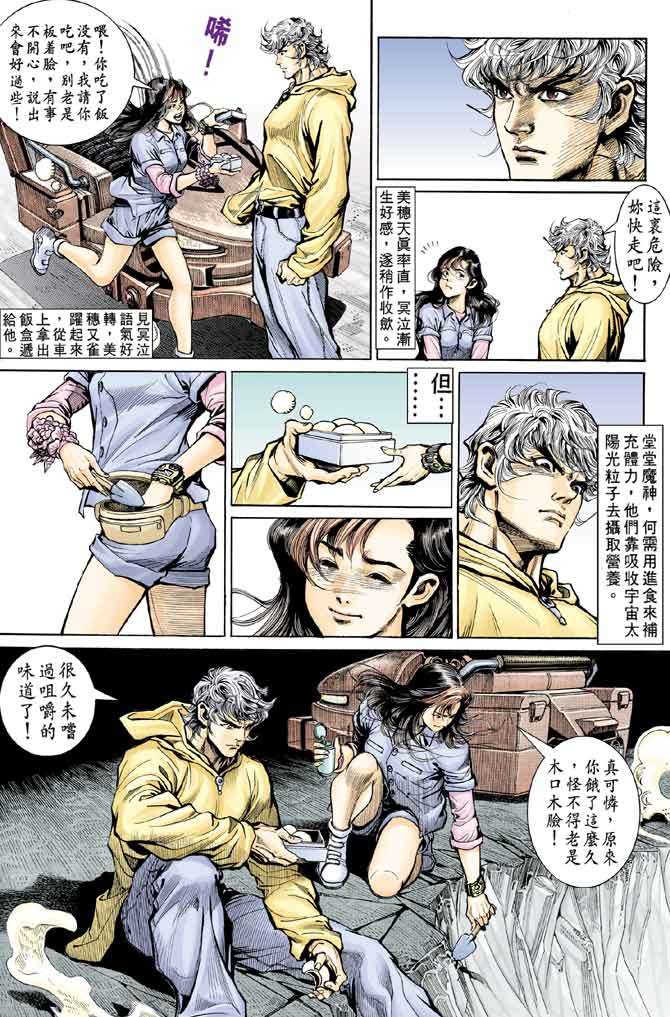 這裏危險，
妳快走吧！
美穗天眞率直，冥泣漸
生好感，遂稍作收歛。
唏！
喂！你吃了飯
沒有，我請你
吃吧，別老是
板着臉，有事
不開心，說出
來會好過些！
見冥泣
語氣好
轉，美
穗又雀
躍起來
，從車
上拿出
飯盒遞
給他。
堂堂魔神，何需用進食來補
充體力，他們靠吸收宇宙太
陽光粒子去攝取營養。
但……
……
真可憐，原來
你餓了這麼久
，怪不得老是
木口木臉！
很久未嚐
過咀嚼的
味道了！